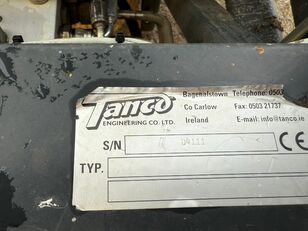 Tanco
ENGINEERING CO. LTD.
Bagenalstown Telephone: 0503
Co Carlow Fax: 0503 21737
Ireland E-mail: info@tanco.ie
S/N 04111 CE
TYP.